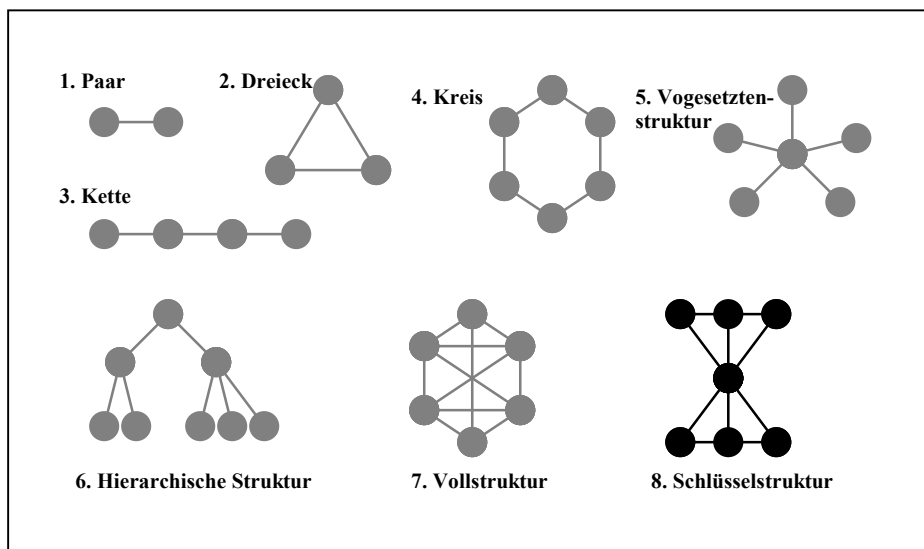 1. Paar
2. Dreieck
3. Kette
4. Kreis
5. Vogesetzten-
struktur
6. Hierarchische Struktur
7. Vollstruktur
8. Schlüsselstruktur